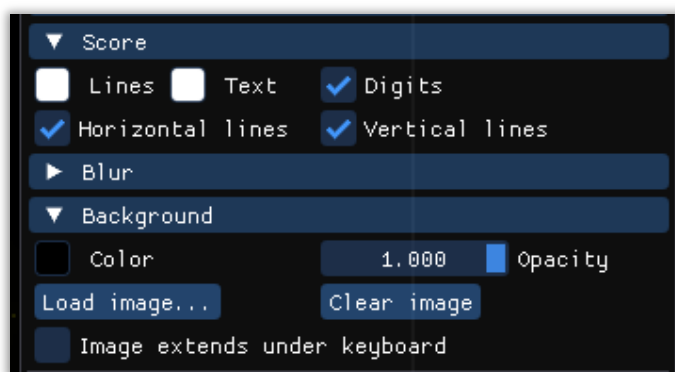 Score
Lines Text Digits
Horizontal lines Vertical lines
Blur
Background
Color 1.000 Opacity
Load image... Clear image
Image extends under keyboard